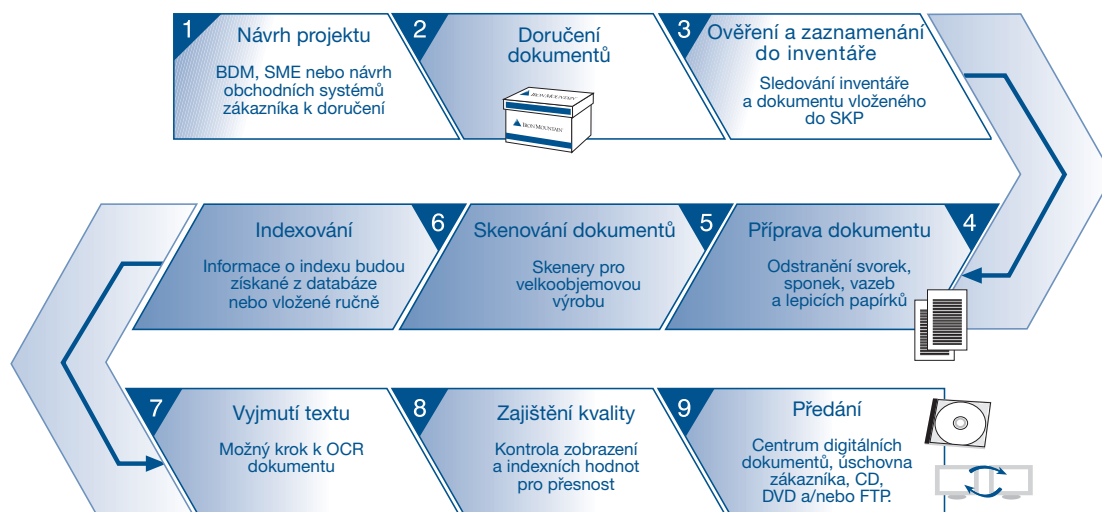 1
Návrh projektu
BDM, SME nebo návrh
obchodních systémů
zákazníka k doručení
2
Doručení
dokumentů
IRON MOUNTAIN
IRON MOUNTAIN
3
Ověření a zaznamenání
do inventáře
Sledování inventáře
a dokumentu vloženého
do SKP
4
Příprava dokumentu
Odstranění svorek,
sponek, vazeb
a lepicích papírků
5
Skenování dokumentů
Skenery pro
velkoobjemovou
výrobu
6
Indexování
Informace o indexu budou
získané z databáze
nebo vložené ručně
7
Vyjmutí textu
Možný krok k OCR
dokumentu
8
Zajištění kvality
Kontrola zobrazení
a indexních hodnot
pro přesnost
9
Předání
Centrum digitálních
dokumentů, úschovna
zákazníka, CD,
DVD a/nebo FTP.